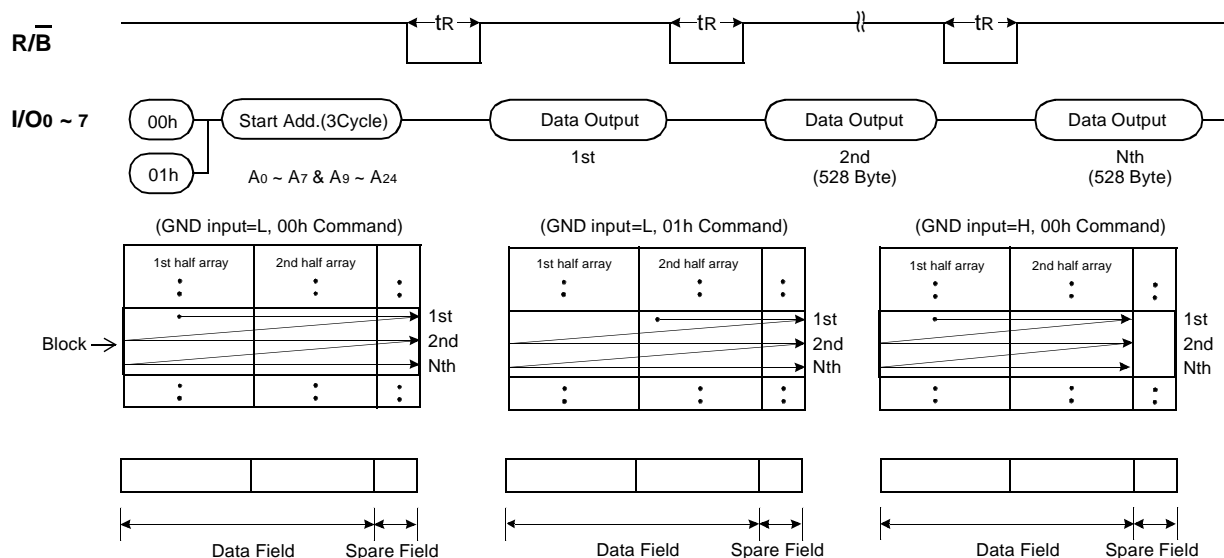 R/B tR tR tR
I/O0 ~ 7 00h Start Add.(3Cycle) Data Output Data Output Data Output
01h A0 ~ A7 & A9 ~ A24 1st 2nd Nth
(528 Byte) (528 Byte)
(GND input=L, 00h Command) (GND input=L, 01h Command) (GND input=H, 00h Command)
1st half array 2nd half array 1st half array 2nd half array 1st half array 2nd half array
1st 1st 1st
Block 2nd 2nd 2nd
Nth Nth Nth
Data Field Spare Field Data Field Spare Field Data Field Spare Field